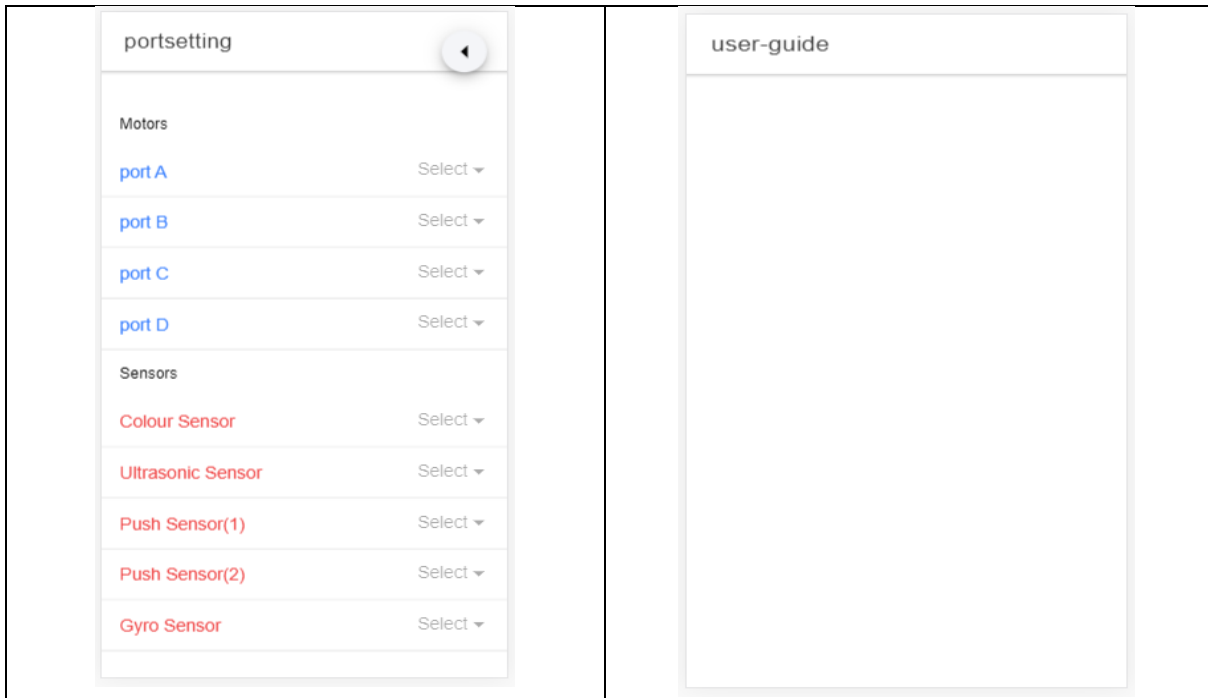 portsetting
Motors
port A Select
port B Select
port C Select
port D Select
Sensors
Colour Sensor Select
Ultrasonic Sensor Select
Push Sensor(1) Select
Push Sensor(2) Select
Gyro Sensor Select
user-guide